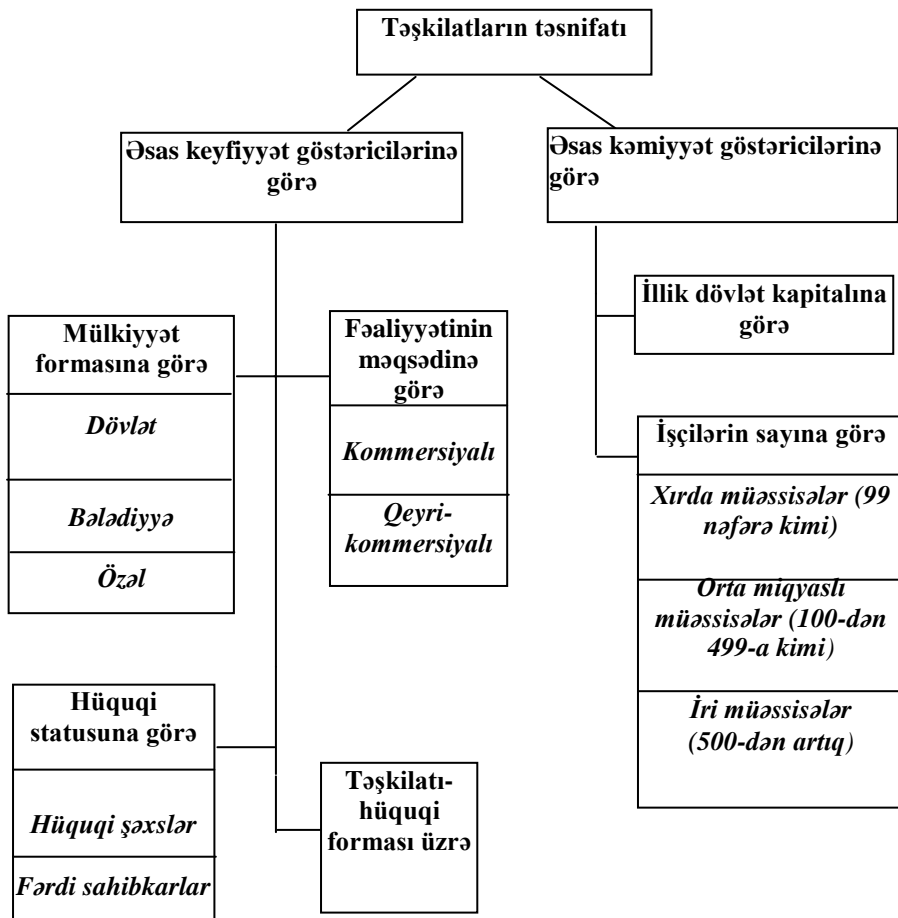 Təşkilatların təsnifatı
Əsas keyfiyyət göstəricilərinə
görə
Əsas kəmiyyət göstəricilərinə
görə
Mülkiyyət
formasına görə
Dövlət
Bələdiyyə
Özəl
Fəaliyyətinin
məqsədinə
görə
Kommersiyalı
Qeyri-
kommersiyalı
Hüquqi
statusuna görə
Hüquqi şəxslər
Fərdi sahibkarlar
Təşkilatı-
hüquqi
forması üzrə
İllik dövlət kapitalına
görə
İşçilərin sayına görə
Xırda müəssisələr (99
nəfərə kimi)
Orta miqyaslı
müəssisələr (100-dən
499-a kimi)
İri müəssisələr
(500-dən artıq)